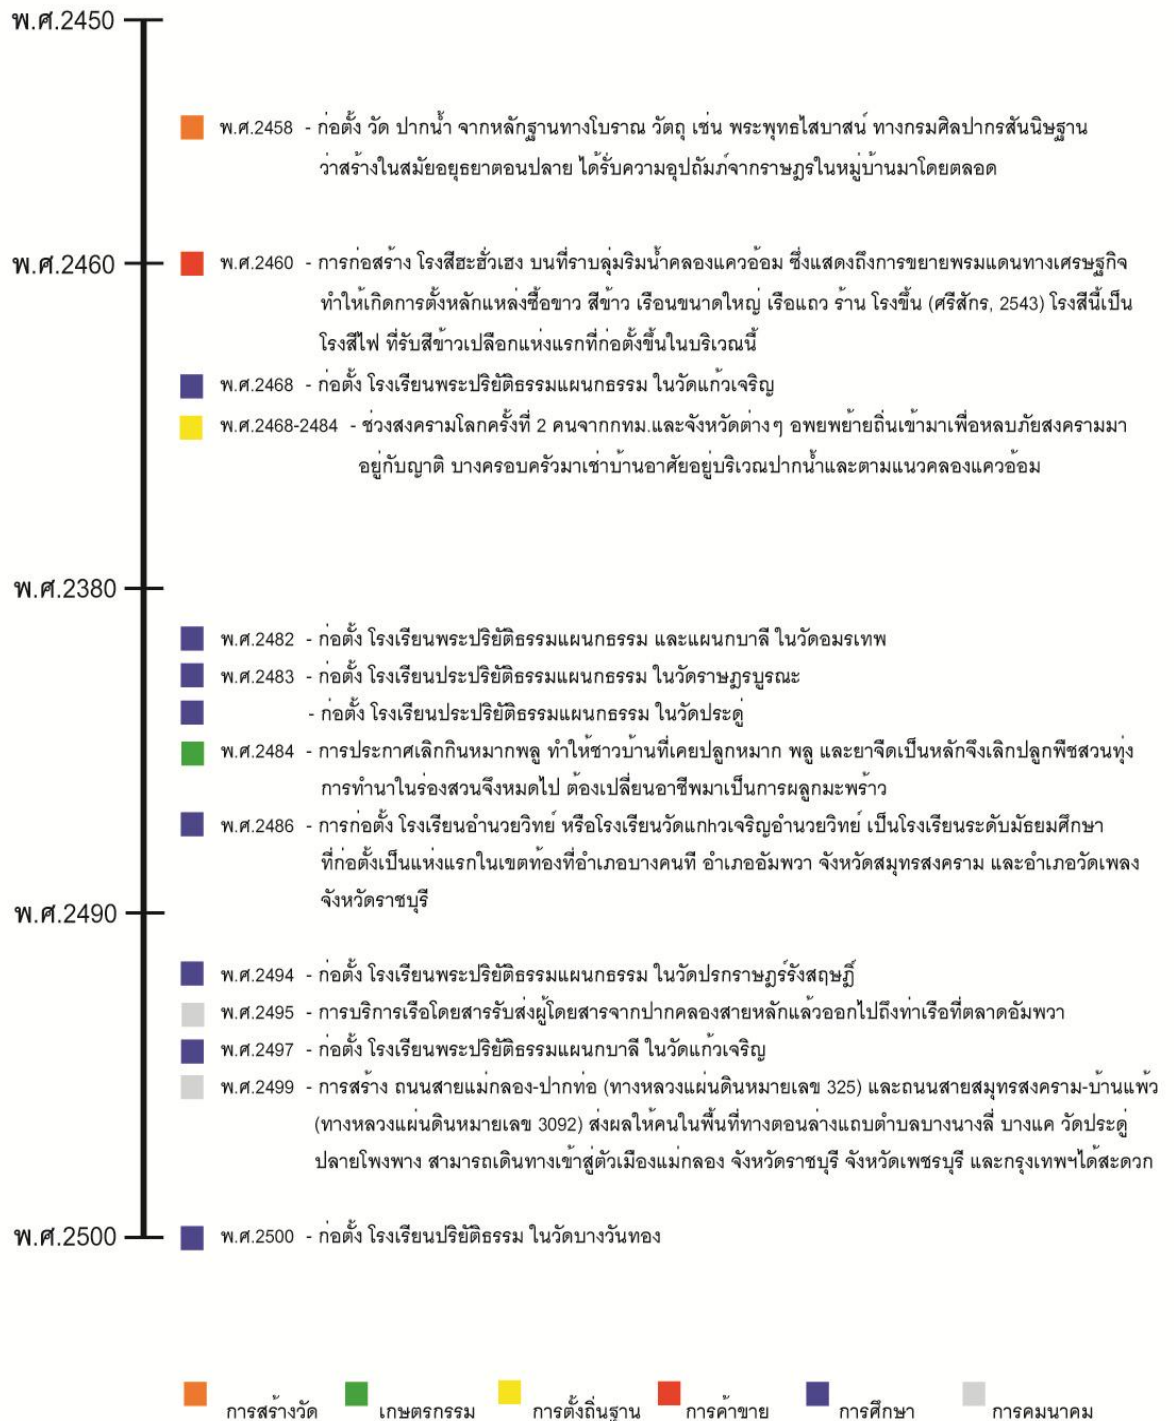 พ.ศ.2450
พ.ศ.2458 - ก่อตั้ง วัด ปากน้ำ จากหลักฐานทางโบราณ วัตถุ เช่น พระพุทธไสบาสน์ ทางกรมศิลปากรสันนิษฐาน
ว่าสร้างในสมัยอยุธยาตอนปลาย ได้รับความอุปถัมภ์จากราษฎรในหมู่บ้านมาโดยตลอด
พ.ศ.2460
พ.ศ.2460 - การก่อสร้าง โรงสีฮะฮั่วเฮง บนที่ราบลุ่มริมน้ำคลองแควอ้อม ซึ่งแสดงถึงการขยายพรมแดนทางเศรษฐกิจ
ทำให้เกิดการตั้งหลักแหล่งซื้อขาว สีข้าว เรือนขนาดใหญ่ เรือแถว ร้าน โรงขึ้น (ศรีสักร, 2543) โรงสีนี้เป็น
โรงสีไฟ ที่รับสีข้าวเปลือกแห่งแรกที่ก่อตั้งขึ้นในบริเวณนี้
พ.ศ.2468 - ก่อตั้ง โรงเรียนพระปริยัติธรรมแผนกธรรม ในวัดแก้วเจริญ
พ.ศ.2468-2484 - ช่วงสงครามโลกครั้งที่ 2 คนจากกทม.และจังหวัดต่างๆ อพยพย้ายถิ่นเข้ามาเพื่อหลบภัยสงครามมา
อยู่กับญาติ บางครอบครัวมาเช่าบ้านอาศัยอยู่บริเวณปากน้ำและตามแนวคลองแควอ้อม
พ.ศ.2380
พ.ศ.2482 - ก่อตั้ง โรงเรียนพระปริยัติธรรมแผนกธรรม และแผนกบาลี ในวัดอมรเทพ
พ.ศ.2483 - ก่อตั้ง โรงเรียนประปริยัติธรรมแผนกธรรม ในวัดราษฎรบูรณะ
- ก่อตั้ง โรงเรียนประปริยัติธรรมแผนกธรรม ในวัดประดู่
พ.ศ.2484 - การประกาศเลิกกินหมากพลู ทำให้ชาวบ้านที่เคยปลูกหมาก พลู และยาจืดเป็นหลักจึงเลิกปลูกพืชสวนทุ่ง
การทำนาในร่องสวนจึงหมดไป ต้องเปลี่ยนอาชีพมาเป็นการผลูกมะพร้าว
พ.ศ.2486 - การก่อตั้ง โรงเรียนอำนวยวิทย์ หรือโรงเรียนวัดแกhวเจริญอำนวยวิทย์ เป็นโรงเรียนระดับมัธยมศึกษา
ที่ก่อตั้งเป็นแห่งแรกในเขตท้องที่อำเภอบางคนที อำเภออัมพวา จังหวัดสมุทรสงคราม และอำเภอวัดเพลง
จังหวัดราชบุรี
พ.ศ.2490
พ.ศ.2494 - ก่อตั้ง โรงเรียนพระปริยัติธรรมแผนกธรรม ในวัดปรกราษฎร์รังสฤษฎิ์
พ.ศ.2495 - การบริการเรือโดยสารรับส่งผู้โดยสารจากปากคลองสายหลักแล้วออกไปถึงท่าเรือที่ตลาดอัมพวา
พ.ศ.2497 - ก่อตั้ง โรงเรียนพระปริยัติธรรมแผนกบาลี ในวัดแก้วเจริญ
พ.ศ.2499 - การสร้าง ถนนสายแม่กลอง-ปากท่อ (ทางหลวงแผ่นดินหมายเลข 325) และถนนสายสมุทรสงคราม-บ้านแพ้ว
(ทางหลวงแผ่นดินหมายเลข 3092) ส่งผลให้คนในพื้นที่ทางตอนล่างแถบตำบลบางนางลี่ บางแค วัดประดู่
ปลายโพงพาง สามารถเดินทางเข้าสู่ตัวเมืองแม่กลอง จังหวัดราชบุรี จังหวัดเพชรบุรี และกรุงเทพฯได้สะดวก
พ.ศ.2500
พ.ศ.2500 - ก่อตั้ง โรงเรียนปริยัติธรรม ในวัดบางวันทอง
การสร้างวัด เกษตรกรรม การตั้งถิ่นฐาน การค้าขาย การศึกษา การคมนาคม